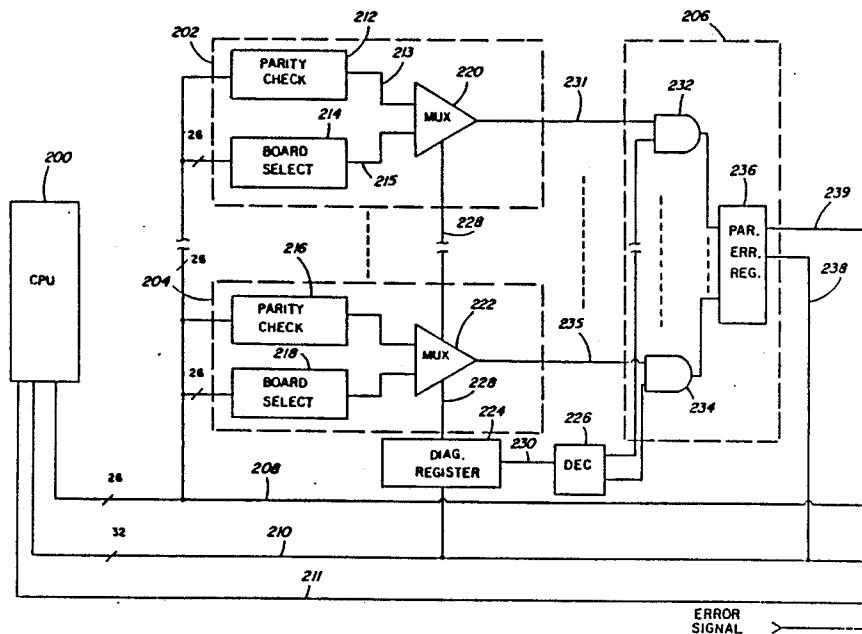 212
206
202
213
PARITY
CHECK
220
231
232
MUX
214
236
26
BOARD
SELECT
200
215
239
228
PAR.
ERR.
REG.
26
216
204
CPU
238
PARITY
CHECK
222
235
MUX
218
26
BOARD
SELECT
228
224
226
234
230
DIAG.
REGISTER
DEC
26
208
32
210
211
ERROR
SIGNAL